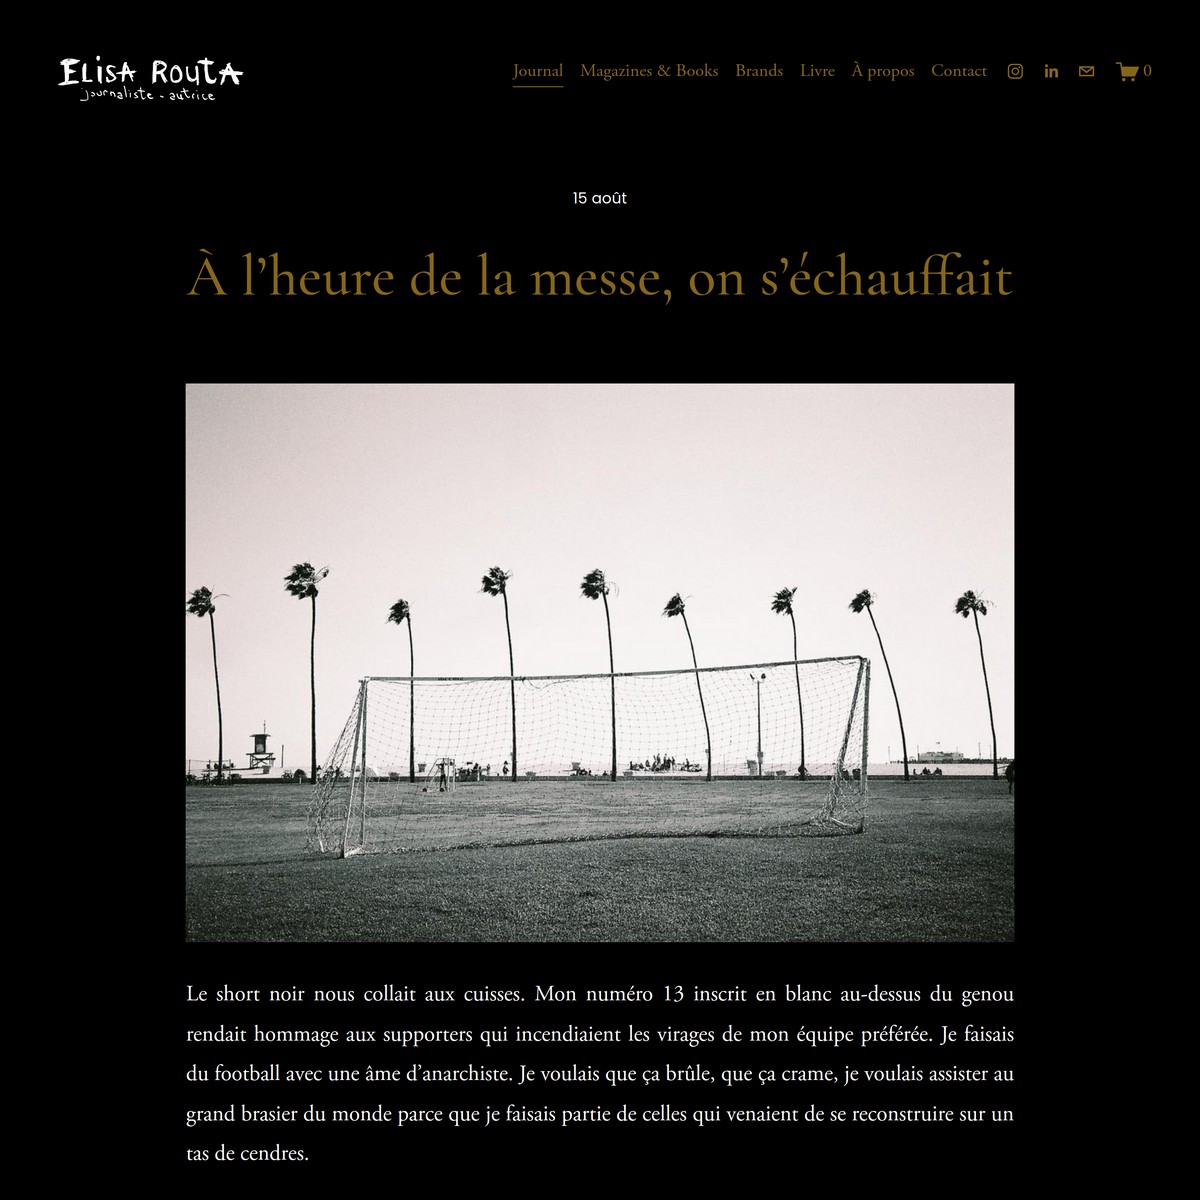 ELISA ROUTA
journaliste - autrice
Journal Magazines & Books Brands Livre À propos Contact 0
15 août
À l’heure de la messe, on s’échauffait
Le short noir nous collait aux cuisses. Mon numéro 13 inscrit en blanc au-dessus du genou
rendait hommage aux supporters qui incendiaient les virages de mon équipe préférée. Je faisais
du football avec une âme d’anarchiste. Je voulais que ça brûle, que ça crame, je voulais assister au
grand brasier du monde parce que je faisais partie de celles qui venaient de se reconstruire sur un
tas de cendres.